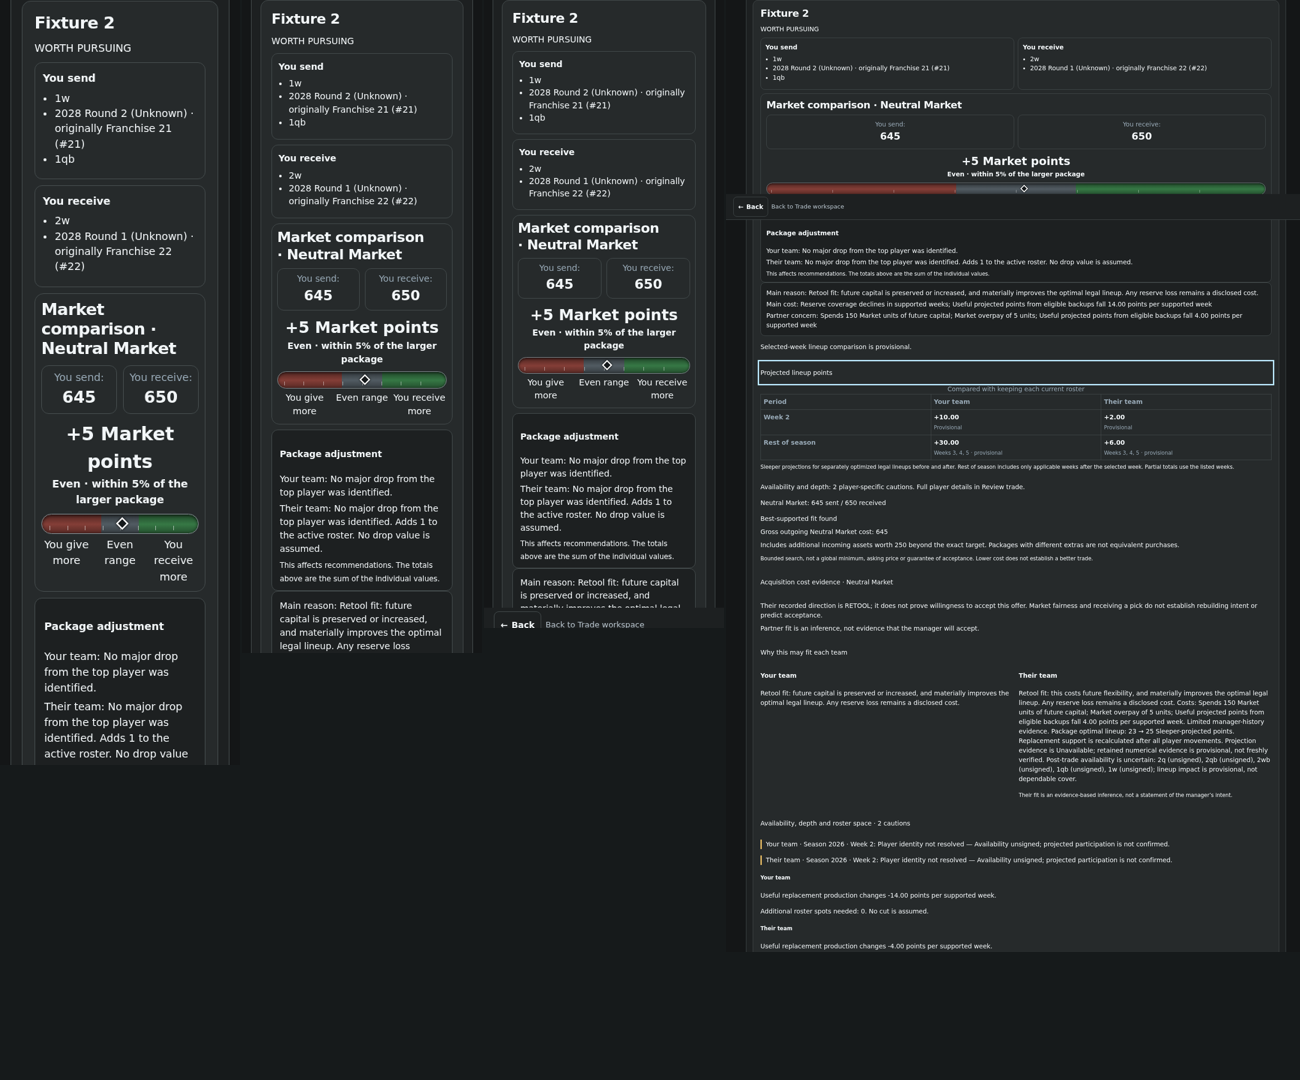 Fixture 2
WORTH PURSUING
You send
1w
2028 Round 2 (Unknown) ·
originally Franchise 21
(#21)
1qb
You receive
2w
2028 Round 1 (Unknown) ·
originally Franchise 22
(#22)
Market
comparison ·
Neutral Market
You send:
645
You receive:
650
+5 Market
points
Even · within 5% of the
larger package
You give
more
Even
range
You
receive
more
Package adjustment
Your team: No major drop
from the top player was
identified.
Their team: No major drop
from the top player was
identified. Adds 1 to the
active roster. No drop value
Fixture 2
WORTH PURSUING
You send
1w
2028 Round 2 (Unknown) ·
originally Franchise 21 (#21)
1qb
You receive
2w
2028 Round 1 (Unknown) ·
originally Franchise 22 (#22)
Market comparison
· Neutral Market
You send:
645
You receive:
650
+5 Market points
Even · within 5% of the larger
package
You give
more
Even range
You receive
more
Package adjustment
Your team: No major drop from the
top player was identified.
Their team: No major drop from the
top player was identified. Adds 1 to
the active roster. No drop value is
assumed.
This affects recommendations. The totals
above are the sum of the individual values.
Main reason: Retool fit: future
capital is preserved or increased,
and materially improves the optimal
legal lineup. Any reserve loss
Fixture 2
WORTH PURSUING
You send
1w
2028 Round 2 (Unknown) · originally
Franchise 21 (#21)
1qb
You receive
2w
2028 Round 1 (Unknown) · originally
Franchise 22 (#22)
Market comparison
· Neutral Market
You send:
645
You receive:
650
+5 Market points
Even · within 5% of the larger
package
You give
more
Even range
You receive
more
Package adjustment
Your team: No major drop from the top
player was identified.
Their team: No major drop from the
top player was identified. Adds 1 to
the active roster. No drop value is
assumed.
This affects recommendations. The totals
above are the sum of the individual values.
Main reason: Retool fit: future capital
is preserved or increased, and
materially improves the optimal legal
← Back
Back to Trade workspace
Fixture 2
WORTH PURSUING
You send
1w
2028 Round 2 (Unknown) · originally Franchise 21 (#21)
1qb
You receive
2w
2028 Round 1 (Unknown) · originally Franchise 22 (#22)
Market comparison · Neutral Market
You send:
645
You receive:
650
+5 Market points
Even · within 5% of the larger package
← Back
Back to Trade workspace
Package adjustment
Your team: No major drop from the top player was identified.
Their team: No major drop from the top player was identified. Adds 1 to the active roster. No drop value is assumed.
This affects recommendations. The totals above are the sum of the individual values.
Main reason: Retool fit: future capital is preserved or increased, and materially improves the optimal legal lineup. Any reserve loss remains a disclosed cost.
Main cost: Reserve coverage declines in supported weeks; Useful projected points from eligible backups fall 14.00 points per supported week
Partner concern: Spends 150 Market units of future capital; Market overpay of 5 units; Useful projected points from eligible backups fall 4.00 points per
supported week
Selected-week lineup comparison is provisional.
Projected lineup points
Compared with keeping each current roster
Period
Your team
Their team
Week 2
+10.00
Provisional
+2.00
Provisional
Rest of season
+30.00
Weeks 3, 4, 5 · provisional
+6.00
Weeks 3, 4, 5 · provisional
Sleeper projections for separately optimized legal lineups before and after. Rest of season includes only applicable weeks after the selected week. Partial totals use the listed weeks.
Availability and depth: 2 player-specific cautions. Full player details in Review trade.
Neutral Market: 645 sent / 650 received
Best-supported fit found
Gross outgoing Neutral Market cost: 645
Includes additional incoming assets worth 250 beyond the exact target. Packages with different extras are not equivalent purchases.
Bounded search, not a global minimum, asking price or guarantee of acceptance. Lower cost does not establish a better trade.
Acquisition cost evidence · Neutral Market
Their recorded direction is RETOOL; it does not prove willingness to accept this offer. Market fairness and receiving a pick do not establish rebuilding intent or
predict acceptance.
Partner fit is an inference, not evidence that the manager will accept.
Why this may fit each team
Your team
Retool fit: future capital is preserved or increased, and materially improves the
optimal legal lineup. Any reserve loss remains a disclosed cost.
Their team
Retool fit: this costs future flexibility, and materially improves the optimal legal
lineup. Any reserve loss remains a disclosed cost. Costs: Spends 150 Market
units of future capital; Market overpay of 5 units; Useful projected points from
eligible backups fall 4.00 points per supported week. Limited manager-history
evidence. Package optimal lineup: 23 → 25 Sleeper-projected points.
Replacement support is recalculated after all player movements. Projection
evidence is Unavailable; retained numerical evidence is provisional, not freshly
verified. Post-trade availability is uncertain: 2q (unsigned), 2qb (unsigned), 2wb
(unsigned), 1qb (unsigned), 1w (unsigned); lineup impact is provisional, not
dependable cover.
Their fit is an evidence-based inference, not a statement of the manager's intent.
Availability, depth and roster space · 2 cautions
Your team · Season 2026 · Week 2: Player identity not resolved — Availability unsigned; projected participation is not confirmed.
Their team · Season 2026 · Week 2: Player identity not resolved — Availability unsigned; projected participation is not confirmed.
Your team
Useful replacement production changes -14.00 points per supported week.
Additional roster spots needed: 0. No cut is assumed.
Their team
Useful replacement production changes -4.00 points per supported week.